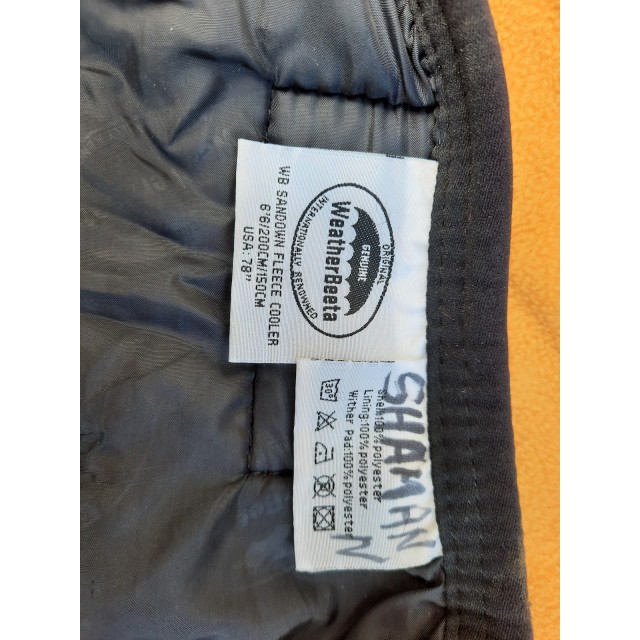 ORIGINAL
GENUINE
WeatherBeeta
INTERNATIONALLY RENOWNED
WB SANDOWN FLEECE COOLER
6'6/200CM/150CM
USA:78"
SHAMAN
N
Shell:100%polyester
Lining:100%polyester
Wither Pad:100%polyester
30°